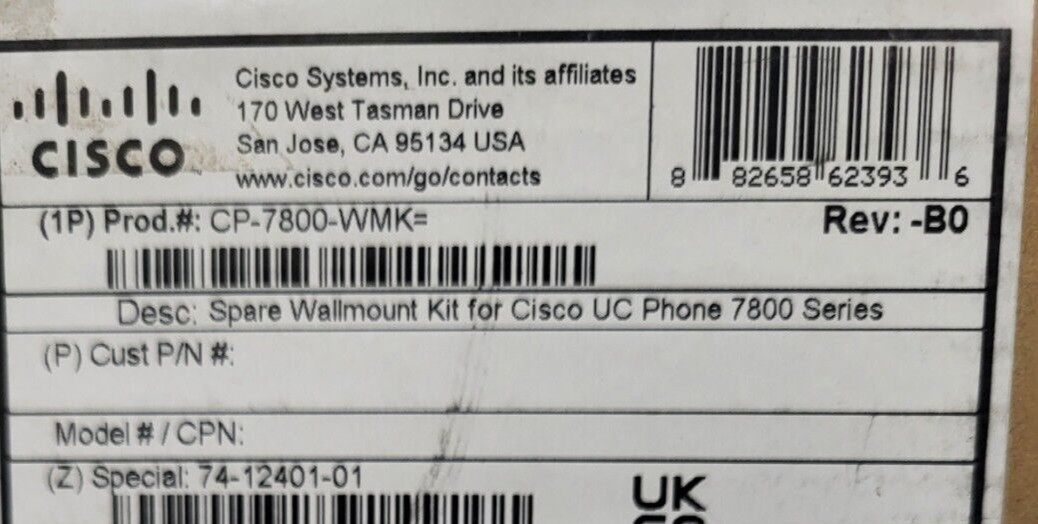 CISCO
Cisco Systems, Inc. and its affiliates
170 West Tasman Drive
San Jose, CA 95134 USA
www.cisco.com/go/contacts
8 82658 62393 6
(1P) Prod.#: CP-7800-WMK=
Rev: -B0
Desc: Spare Wallmount Kit for Cisco UC Phone 7800 Series
(P) Cust P/N #:
Model # / CPN:
(Z) Special: 74-12401-01
UK